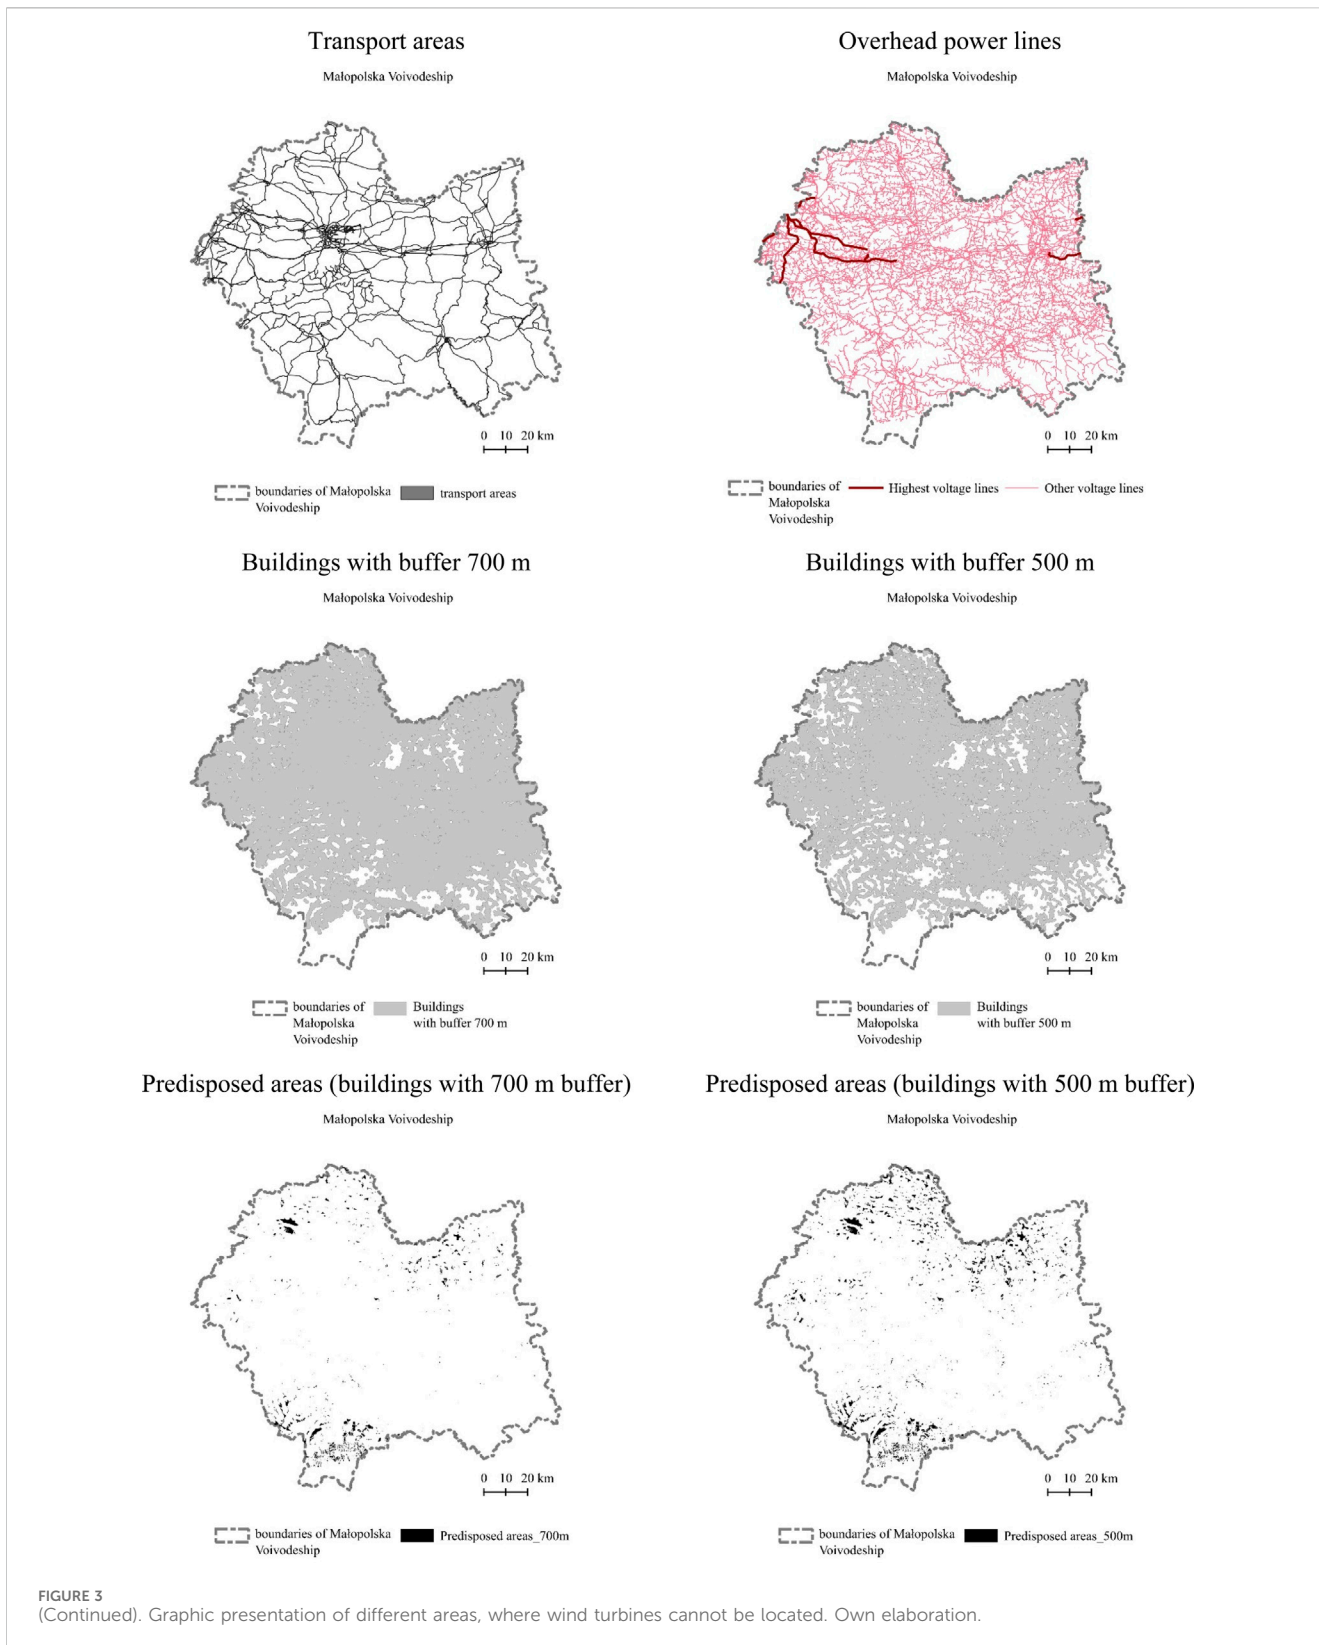 Transport areas
Małopolska Voivodeship
0 10 20 km
boundaries of Małopolska
Voivodeship
transport areas
Overhead power lines
Małopolska Voivodeship
0 10 20 km
boundaries of
Małopolska
Voivodeship
Highest voltage lines
Other voltage lines
Buildings with buffer 700 m
Małopolska Voivodeship
0 10 20 km
boundaries of
Małopolska
Voivodeship
Buildings
with buffer 700 m
Buildings with buffer 500 m
Małopolska Voivodeship
0 10 20 km
boundaries of
Małopolska
Voivodeship
Buildings
with buffer 500 m
Predisposed areas (buildings with 700 m buffer)
Małopolska Voivodeship
0 10 20 km
boundaries of Małopolska
Voivodeship
Predisposed areas_700m
Predisposed areas (buildings with 500 m buffer)
Małopolska Voivodeship
0 10 20 km
boundaries of Małopolska
Voivodeship
Predisposed areas_500m
FIGURE 3
(Continued). Graphic presentation of different areas, where wind turbines cannot be located. Own elaboration.